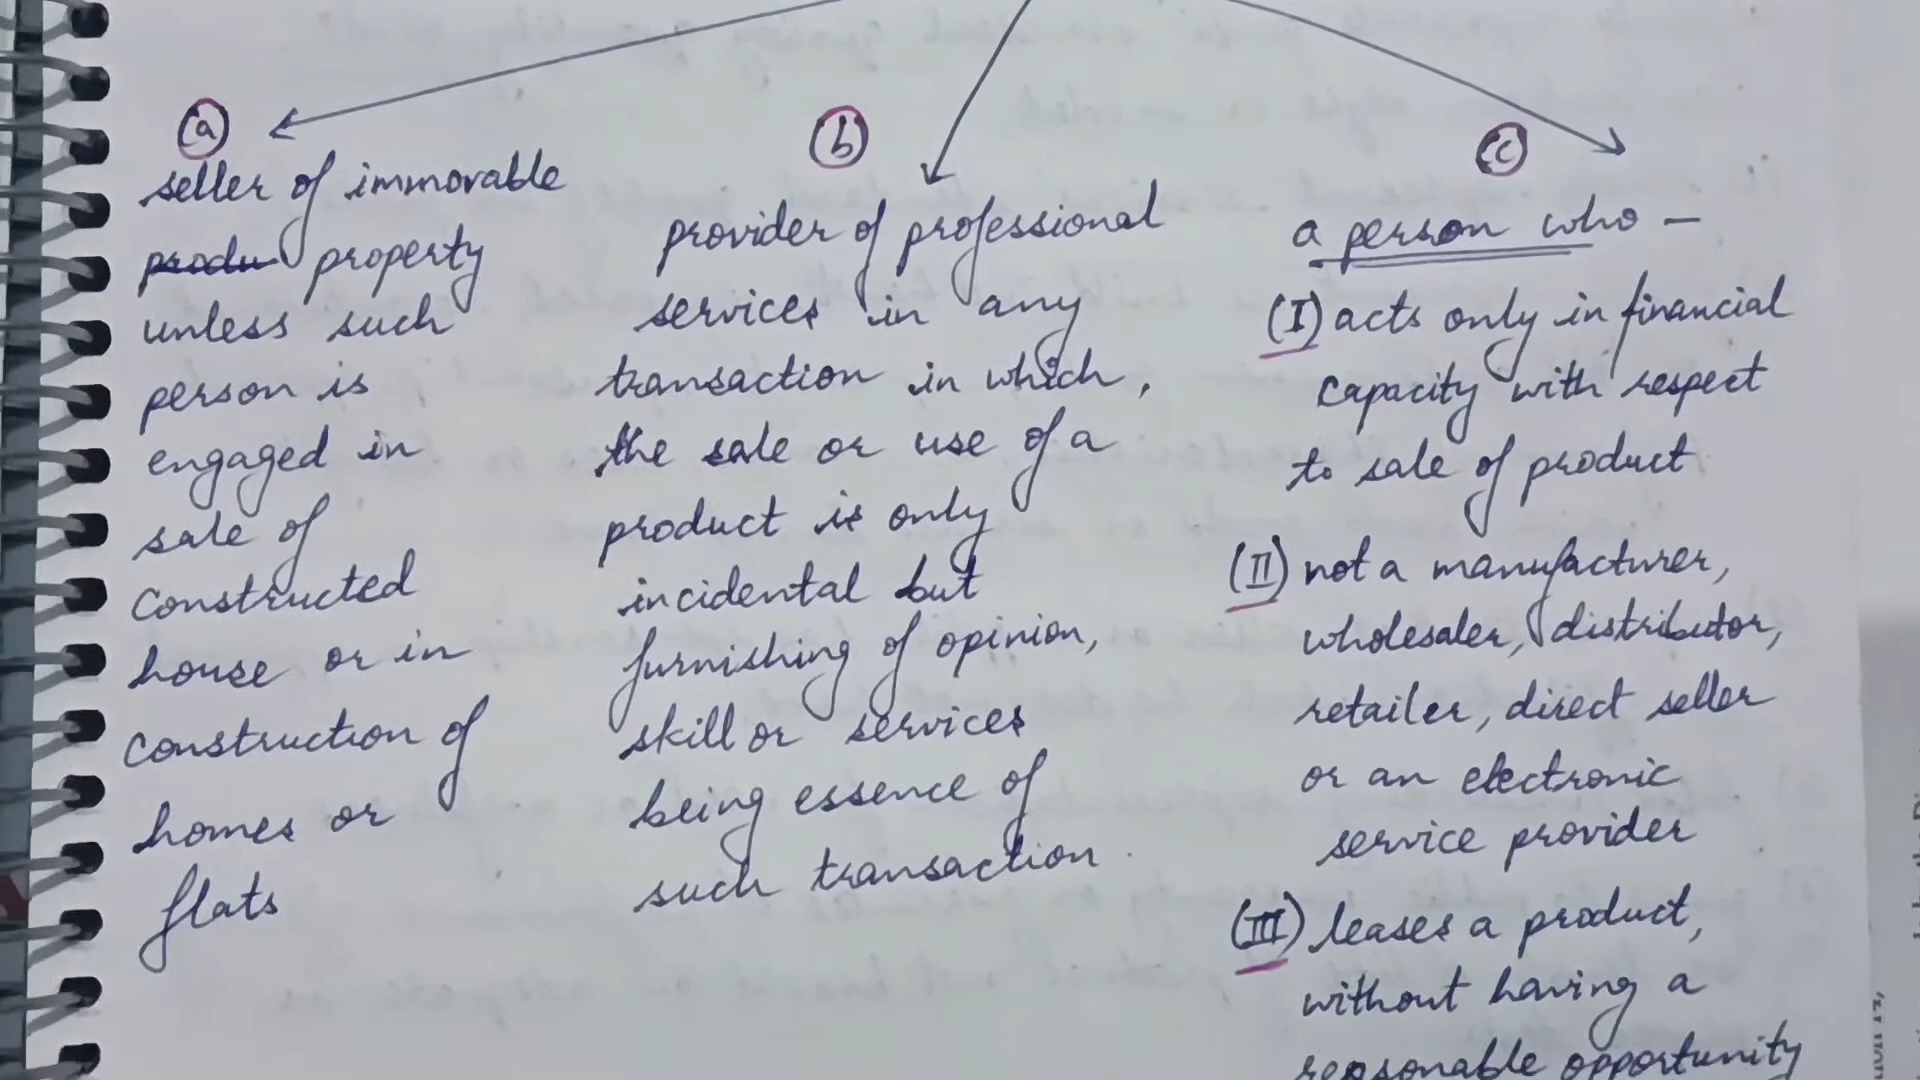 (a)
seller of immovable
produ property
unless such
person is
engaged in
sale of
constructed
house or in
construction of
homes or
flats
(b)
provider of professional
services in any
transaction in which,
the sale or use of a
product is only
incidental but
furnishing of opinion,
skill or services
being essence of
such transaction
(c)
a person who —
(I) acts only in financial
capacity with respect
to sale of product
(II) not a manufacturer,
wholesaler, distributor,
retailer, direct seller
or an electronic
service provider
(III) leases a product,
without having a
reasonable opportunity